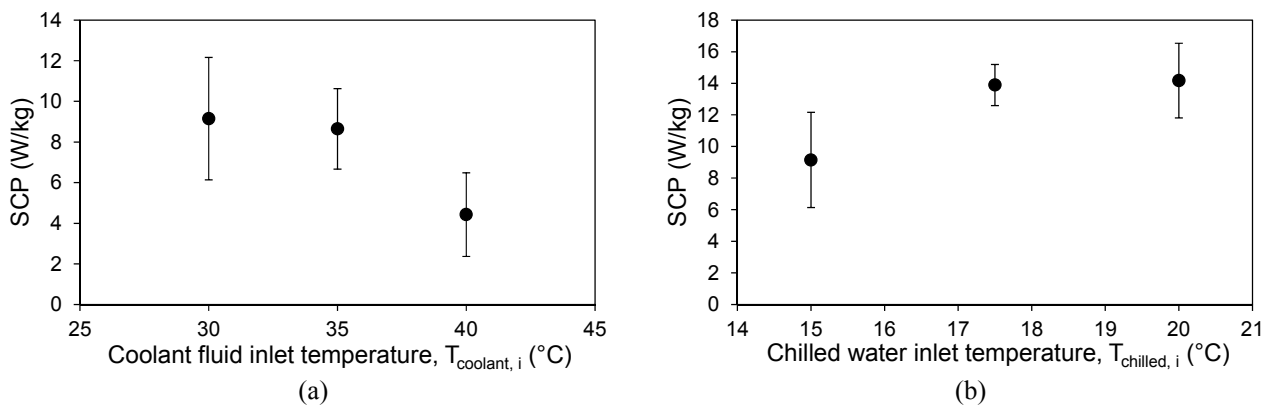 14
12
10
8
6
4
2
0
SCP (W/kg)
25 30 35 40 45
Coolant fluid inlet temperature, T_coolant, i (°C)
(a)
18
16
14
12
10
8
6
4
2
0
SCP (W/kg)
14 15 16 17 18 19 20 21
Chilled water inlet temperature, T_chilled, i (°C)
(b)